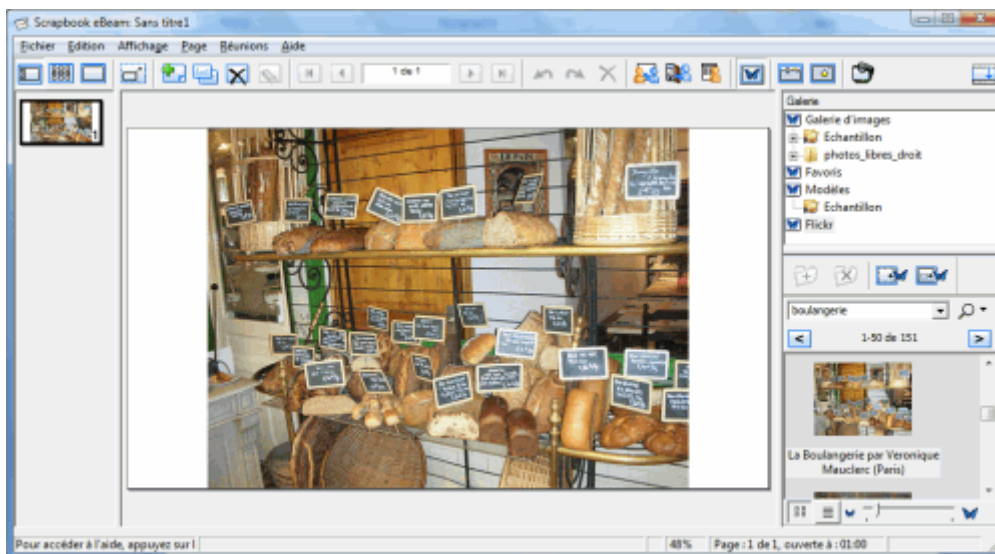 Scrapbook eBeam: Sans titre1
Fichier Edition Affichage Page Réunions Aide
1 de 1
1
Galerie
Galerie d'images
Echantillon
photos_libres_droit
Favoris
Modèles
Echantillon
Flickr
boulangerie
1-50 de 151
La Boulangerie par Veronique
Mauclerc (Paris)
Pour accéder à l'aide, appuyez sur l
48%
Page : 1 de 1, ouverte à : 01:00